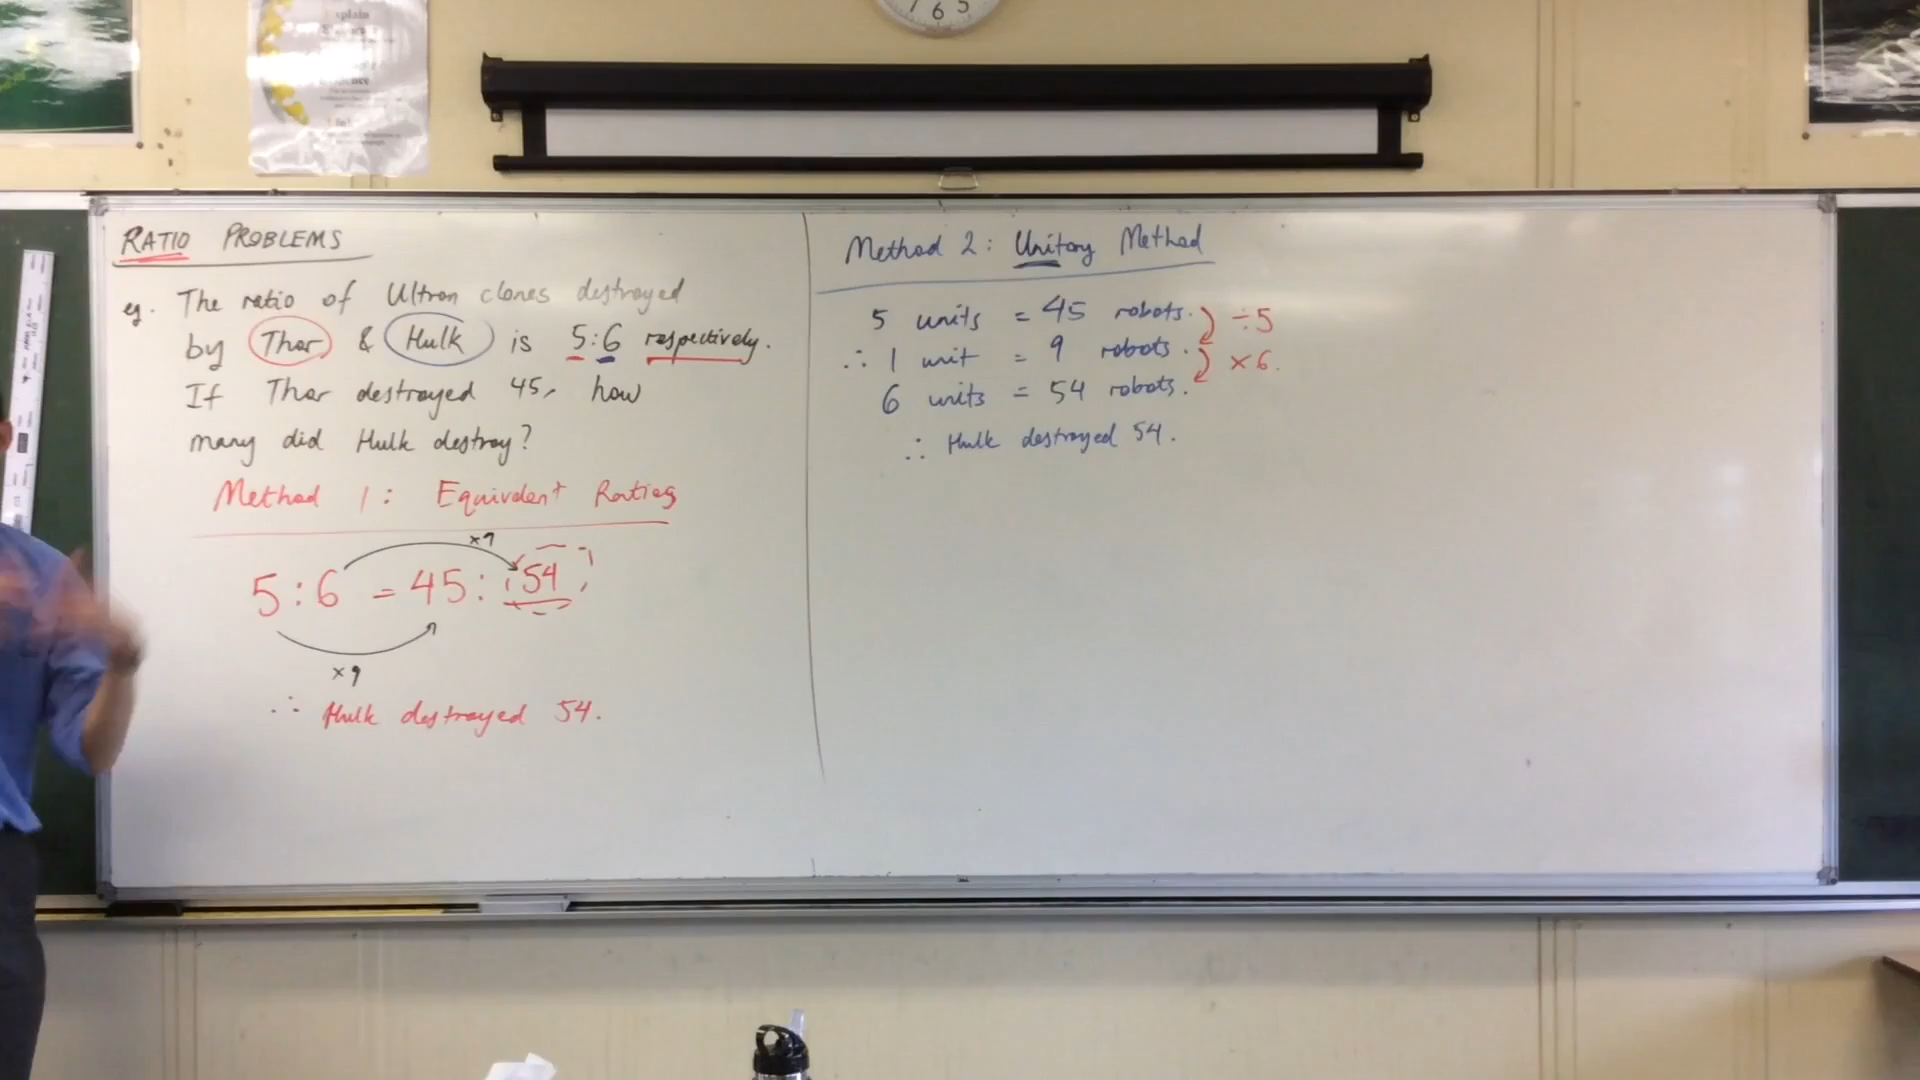 7 6 5
RATIO PROBLEMS
eg. The ratio of Ultron clones destroyed
by Thor & Hulk is 5:6 respectively.
If Thor destroyed 45, how
many did Hulk destroy?
Method 1: Equivalent Ratios
×9
5:6 = 45:54
×9
∴ Hulk destroyed 54.
Method 2: Unitary Method
5 units = 45 robots. ÷5
∴ 1 unit = 9 robots. ×6.
6 units = 54 robots.
∴ Hulk destroyed 54.